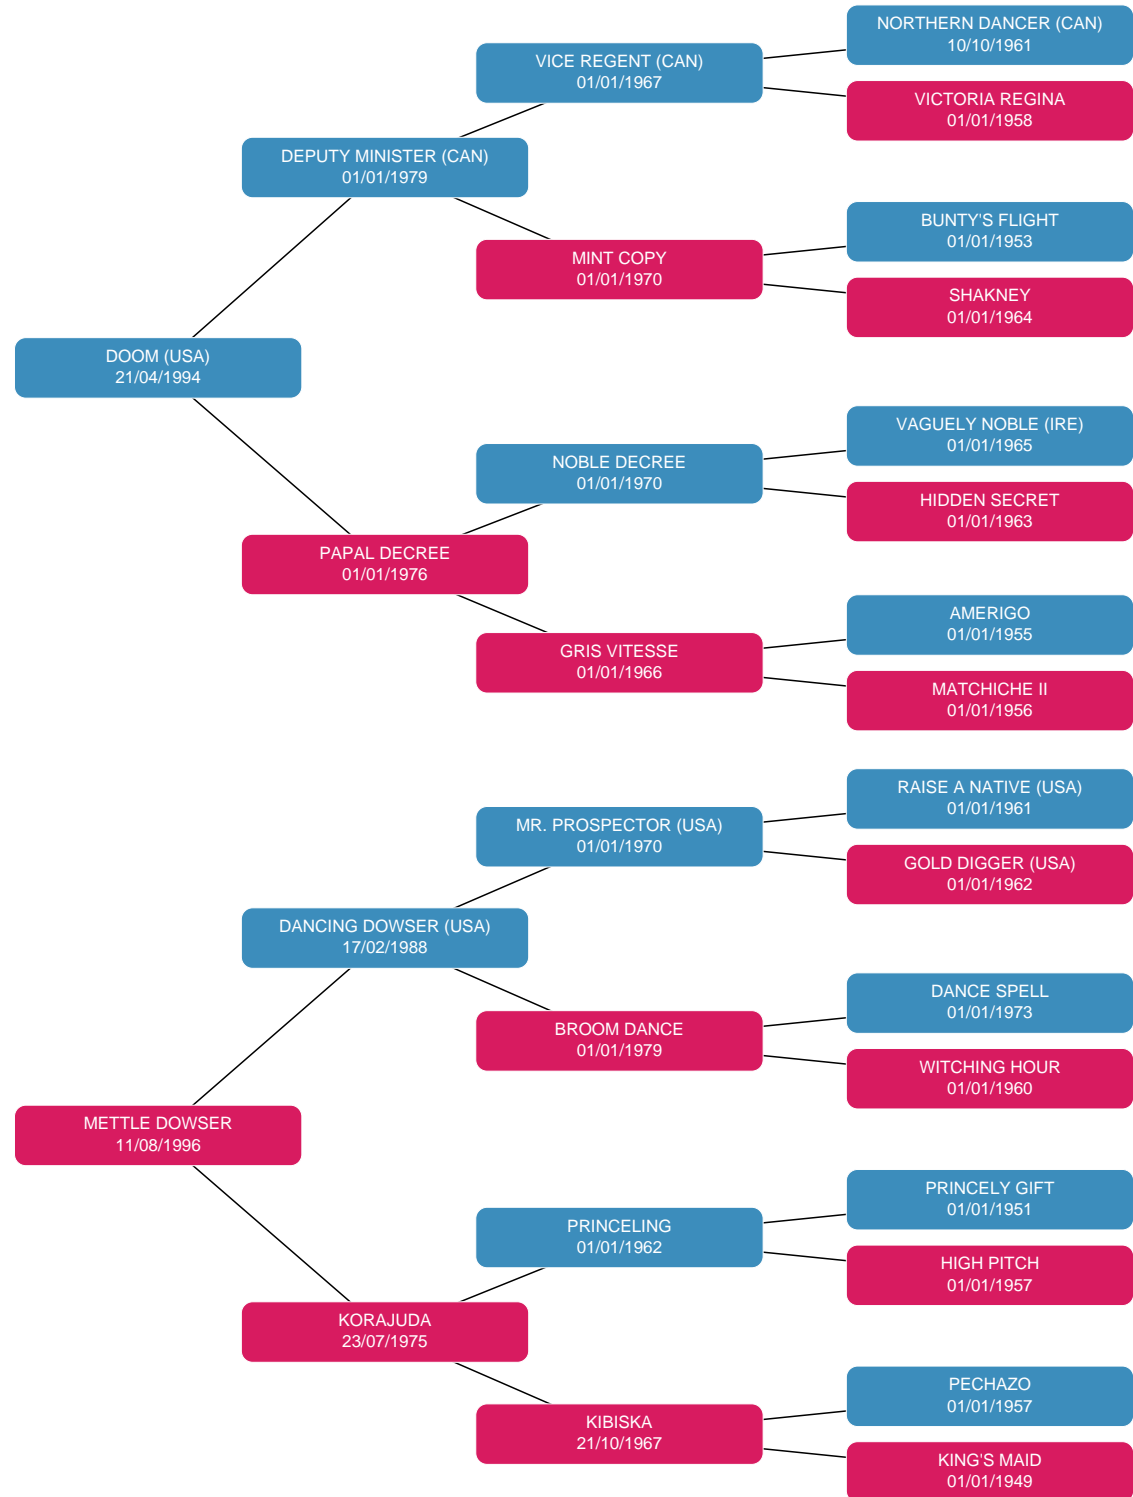 NORTHERN DANCER (CAN)
10/10/1961
VICE REGENT (CAN)
01/01/1967
VICTORIA REGINA
01/01/1958
DEPUTY MINISTER (CAN)
01/01/1979
BUNTY'S FLIGHT
01/01/1953
MINT COPY
01/01/1970
SHAKNEY
01/01/1964
DOOM (USA)
21/04/1994
VAGUELY NOBLE (IRE)
01/01/1965
NOBLE DECREE
01/01/1970
HIDDEN SECRET
01/01/1963
PAPAL DECREE
01/01/1976
AMERIGO
01/01/1955
GRIS VITESSE
01/01/1966
MATCHICHE II
01/01/1956
RAISE A NATIVE (USA)
01/01/1961
MR. PROSPECTOR (USA)
01/01/1970
GOLD DIGGER (USA)
01/01/1962
DANCING DOWSER (USA)
17/02/1988
DANCE SPELL
01/01/1973
BROOM DANCE
01/01/1979
WITCHING HOUR
01/01/1960
METTLE DOWSER
11/08/1996
PRINCELY GIFT
01/01/1951
PRINCELING
01/01/1962
HIGH PITCH
01/01/1957
KORAJUDA
23/07/1975
PECHAZO
01/01/1957
KIBISKA
21/10/1967
KING'S MAID
01/01/1949